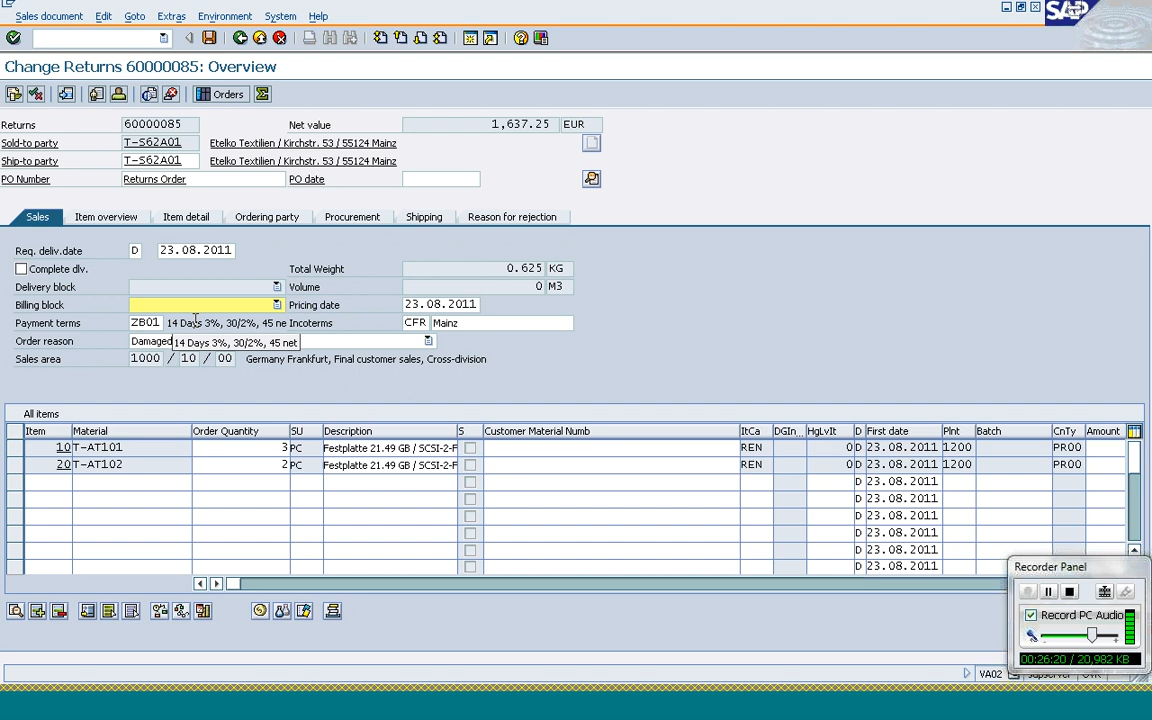 Sales document Edit Goto Extras Environment System Help
SAP
Change Returns 60000085: Overview
Orders
Returns 60000085 Net value 1,637.25 EUR
Sold-to party T-S62A01 Etelko Textilien / Kirchstr. 53 / 55124 Mainz
Ship-to party T-S62A01 Etelko Textilien / Kirchstr. 53 / 55124 Mainz
PO Number Returns Order PO date
Sales Item overview Item detail Ordering party Procurement Shipping Reason for rejection
Req. deliv.date D 23.08.2011
Complete dlv. Total Weight 0.625 KG
Delivery block Volume 0 M3
Billing block Pricing date 23.08.2011
Payment terms ZB01 14 Days 3%, 30/2%, 45 ne Incoterms CFR Mainz
Order reason Damaged 14 Days 3%, 30/2%, 45 net
Sales area 1000 / 10 / 00 Germany Frankfurt, Final customer sales, Cross-division
All items
Item Material Order Quantity SU Description S Customer Material Numb ItCa DGIn... HgLvIt D First date Plnt Batch CnTy Amount
10 T-AT101 3 PC Festplatte 21.49 GB / SCSI-2-F REN 0 D 23.08.2011 1200 PR00
20 T-AT102 2 PC Festplatte 21.49 GB / SCSI-2-F REN 0 D 23.08.2011 1200 PR00
D 23.08.2011
D 23.08.2011
D 23.08.2011
D 23.08.2011
D 23.08.2011
D 23.08.2011
Recorder Panel
Record PC Audio
00:26:20 / 20,982 KB
VA02